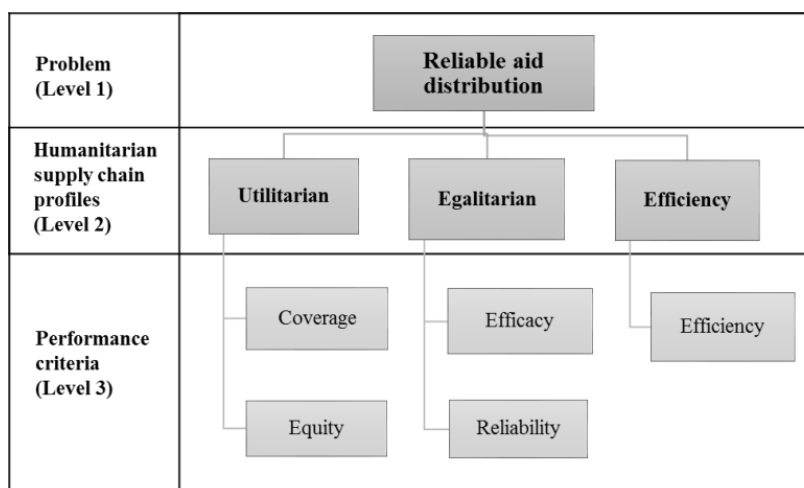 Problem
(Level 1)
Reliable aid
distribution
Humanitarian
supply chain
profiles
(Level 2)
Utilitarian
Egalitarian
Efficiency
Performance
criteria
(Level 3)
Coverage
Efficacy
Efficiency
Equity
Reliability